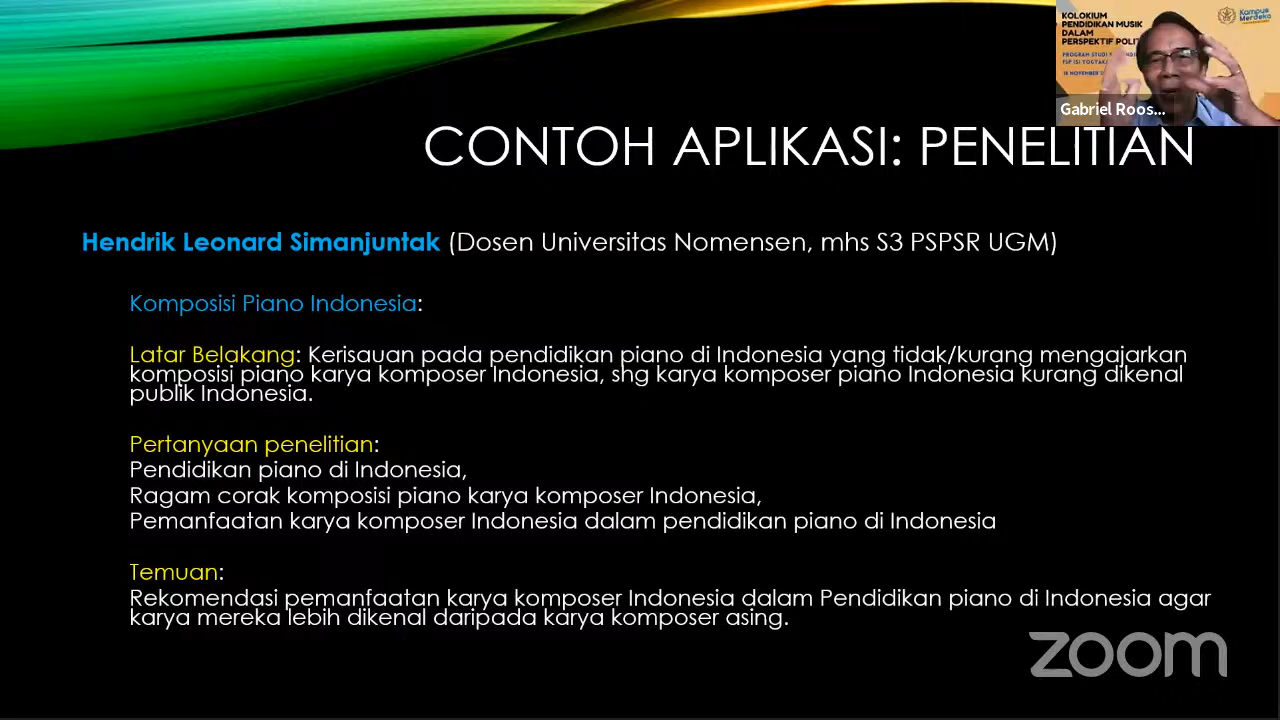 KOLOKIUM
PENDIDIKAN MUSIK
DALAM
PERSPEKTIF
PROGRAM STUDI
FSP ISI
18 NOVEMBER
Kampus
Merdeka
Gabriel Roos...
CONTOH APLIKASI: PENELITIAN
Hendrik Leonard Simanjuntak (Dosen Universitas Nomensen, mhs S3 PSPSR UGM)
Komposisi Piano Indonesia:
Latar Belakang: Kerisauan pada pendidikan piano di Indonesia yang tidak/kurang mengajarkan
komposisi piano karya komposer Indonesia, shg karya komposer piano Indonesia kurang dikenal
publik Indonesia.
Pertanyaan penelitian:
Pendidikan piano di Indonesia,
Ragam corak komposisi piano karya komposer Indonesia,
Pemanfaatan karya komposer Indonesia dalam pendidikan piano di Indonesia
Temuan:
Rekomendasi pemanfaatan karya komposer Indonesia dalam Pendidikan piano di Indonesia agar
karya mereka lebih dikenal daripada karya komposer asing.
zoom